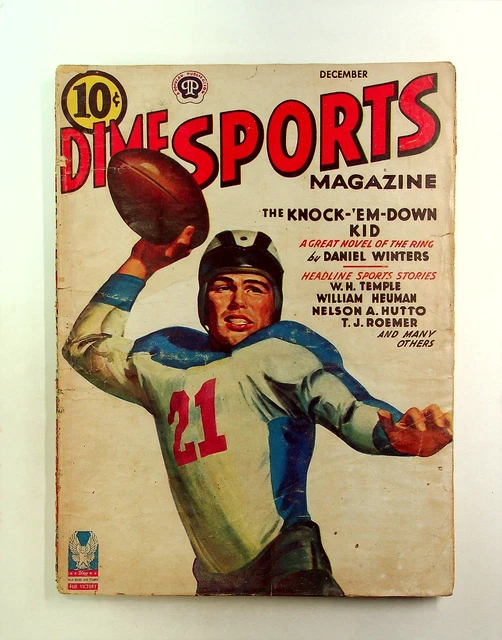 DECEMBER
10¢
DIME SPORTS
MAGAZINE
THE KNOCK-'EM-DOWN
KID
A GREAT NOVEL OF THE RING
by DANIEL WINTERS
HEADLINE SPORTS STORIES
W. H. TEMPLE
WILLIAM HEUMAN
NELSON A. HUTTO
T. J. ROEMER
AND MANY
OTHERS
21
FOR VICTORY